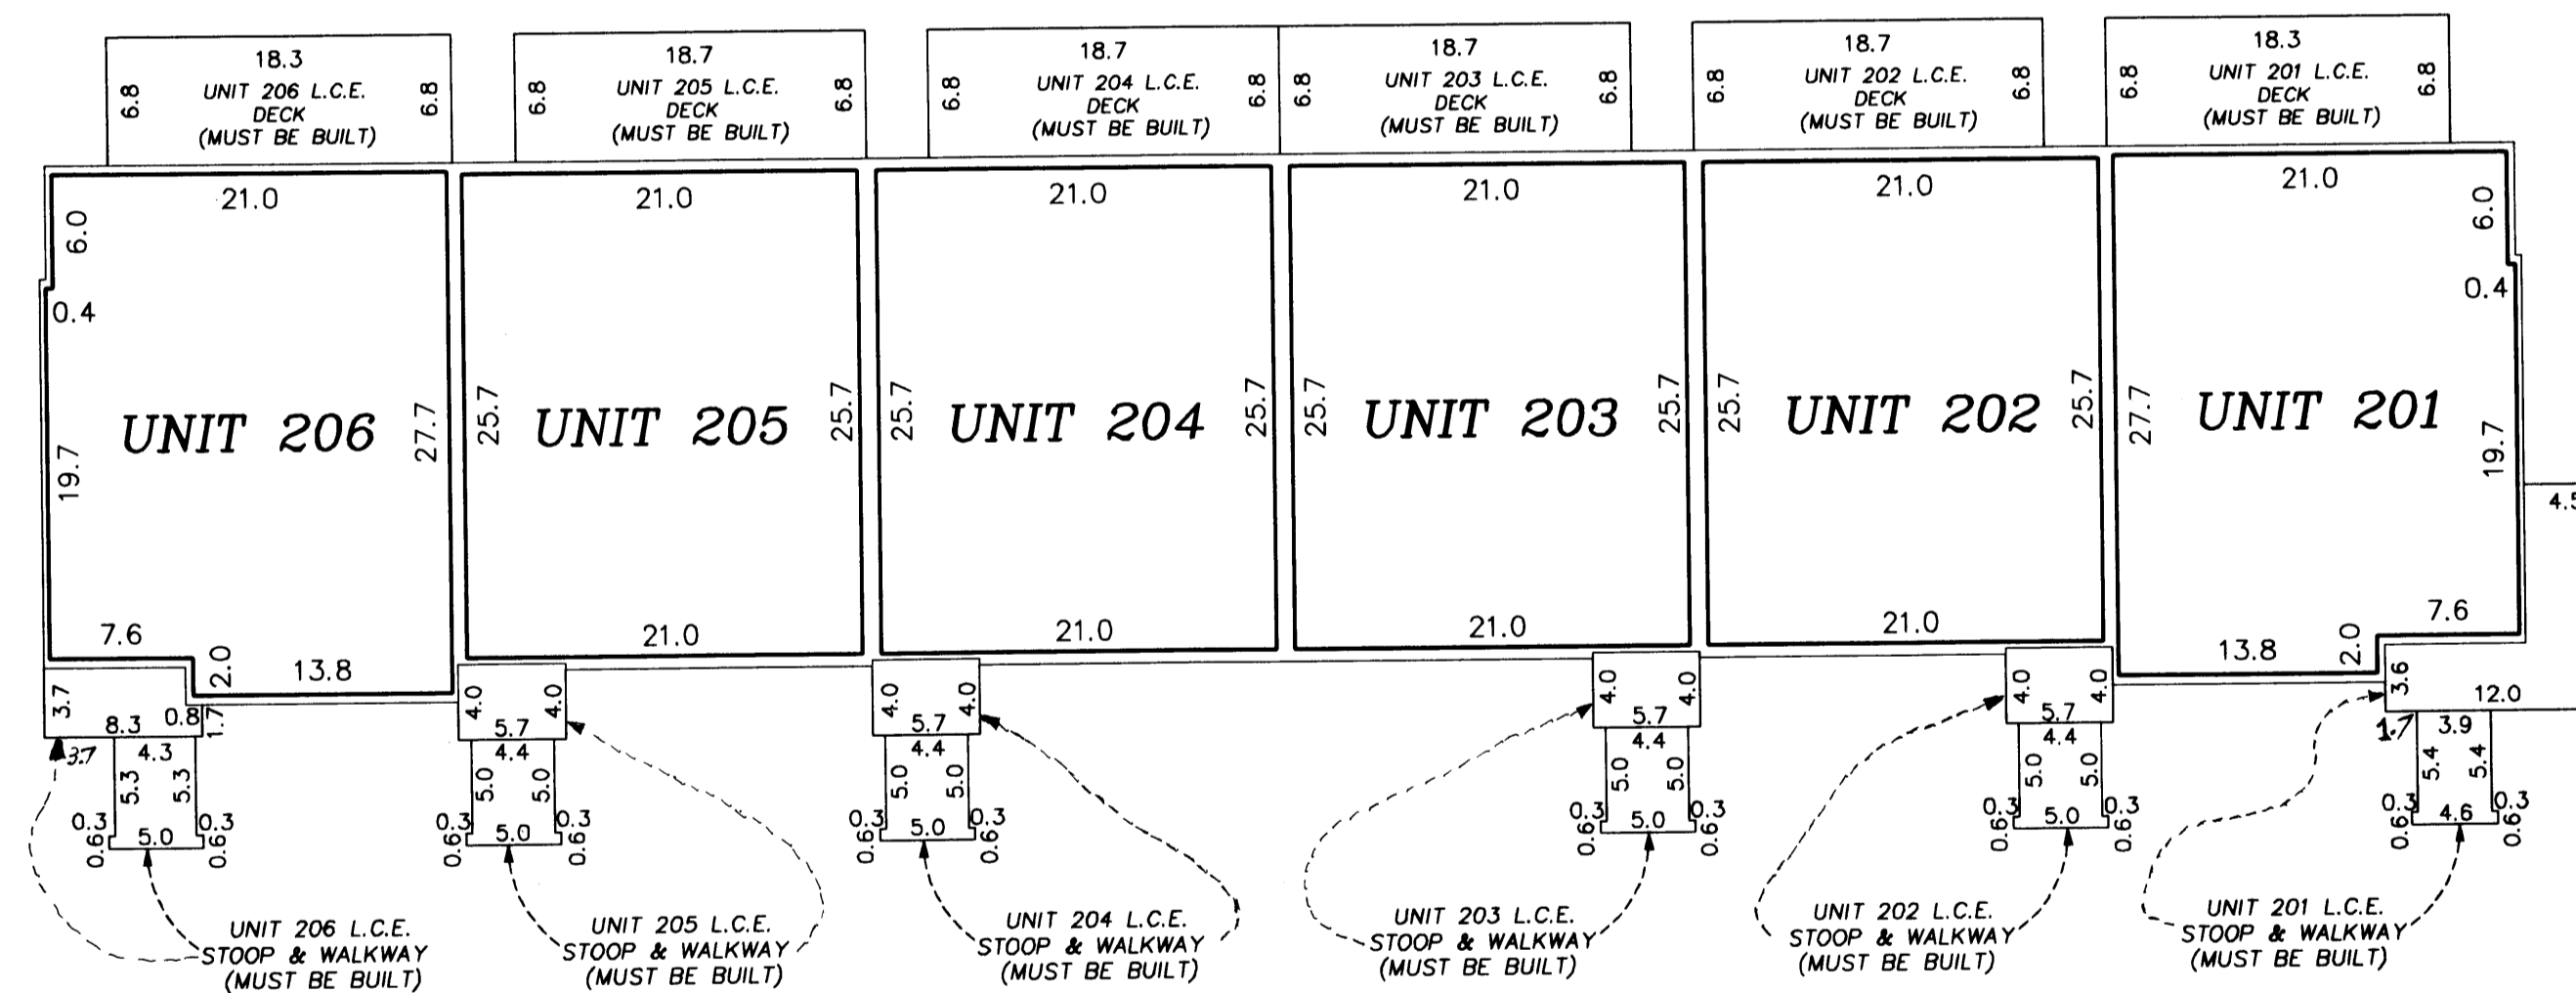 18.3
6.8
UNIT 206 L.C.E.
DECK
(MUST BE BUILT)
6.8
18.7
6.8
UNIT 205 L.C.E.
DECK
(MUST BE BUILT)
6.8
18.7
6.8
UNIT 204 L.C.E.
DECK
(MUST BE BUILT)
6.8
18.7
6.8
UNIT 203 L.C.E.
DECK
(MUST BE BUILT)
6.8
18.7
6.8
UNIT 202 L.C.E.
DECK
(MUST BE BUILT)
6.8
18.3
6.8
UNIT 201 L.C.E.
DECK
(MUST BE BUILT)
6.8
21.0
6.0
0.4
UNIT 206
19.7
27.7
7.6
2.0
13.8
21.0
25.7
UNIT 205
25.7
21.0
21.0
25.7
UNIT 204
25.7
21.0
21.0
25.7
UNIT 203
25.7
21.0
21.0
25.7
UNIT 202
25.7
21.0
21.0
6.0
0.4
27.7
UNIT 201
19.7
7.6
2.0
13.8
4.5
3.7
8.3
0.8
1.7
3.7
4.3
5.3
5.3
0.3
0.3
0.6
5.0
0.6
4.0
4.0
5.7
4.4
5.0
5.0
0.3
0.3
0.6
5.0
0.6
4.0
4.0
5.7
4.4
5.0
5.0
0.3
0.3
0.6
5.0
0.6
4.0
4.0
5.7
4.4
5.0
5.0
0.3
0.3
0.6
5.0
0.6
4.0
4.0
5.7
4.4
5.0
5.0
0.3
0.3
0.6
5.0
0.6
3.6
12.0
1.7
3.9
5.4
5.4
0.3
0.3
0.6
4.6
0.6
UNIT 206 L.C.E.
STOOP & WALKWAY
(MUST BE BUILT)
UNIT 205 L.C.E.
STOOP & WALKWAY
(MUST BE BUILT)
UNIT 204 L.C.E.
STOOP & WALKWAY
(MUST BE BUILT)
UNIT 203 L.C.E.
STOOP & WALKWAY
(MUST BE BUILT)
UNIT 202 L.C.E.
STOOP & WALKWAY
(MUST BE BUILT)
UNIT 201 L.C.E.
STOOP & WALKWAY
(MUST BE BUILT)